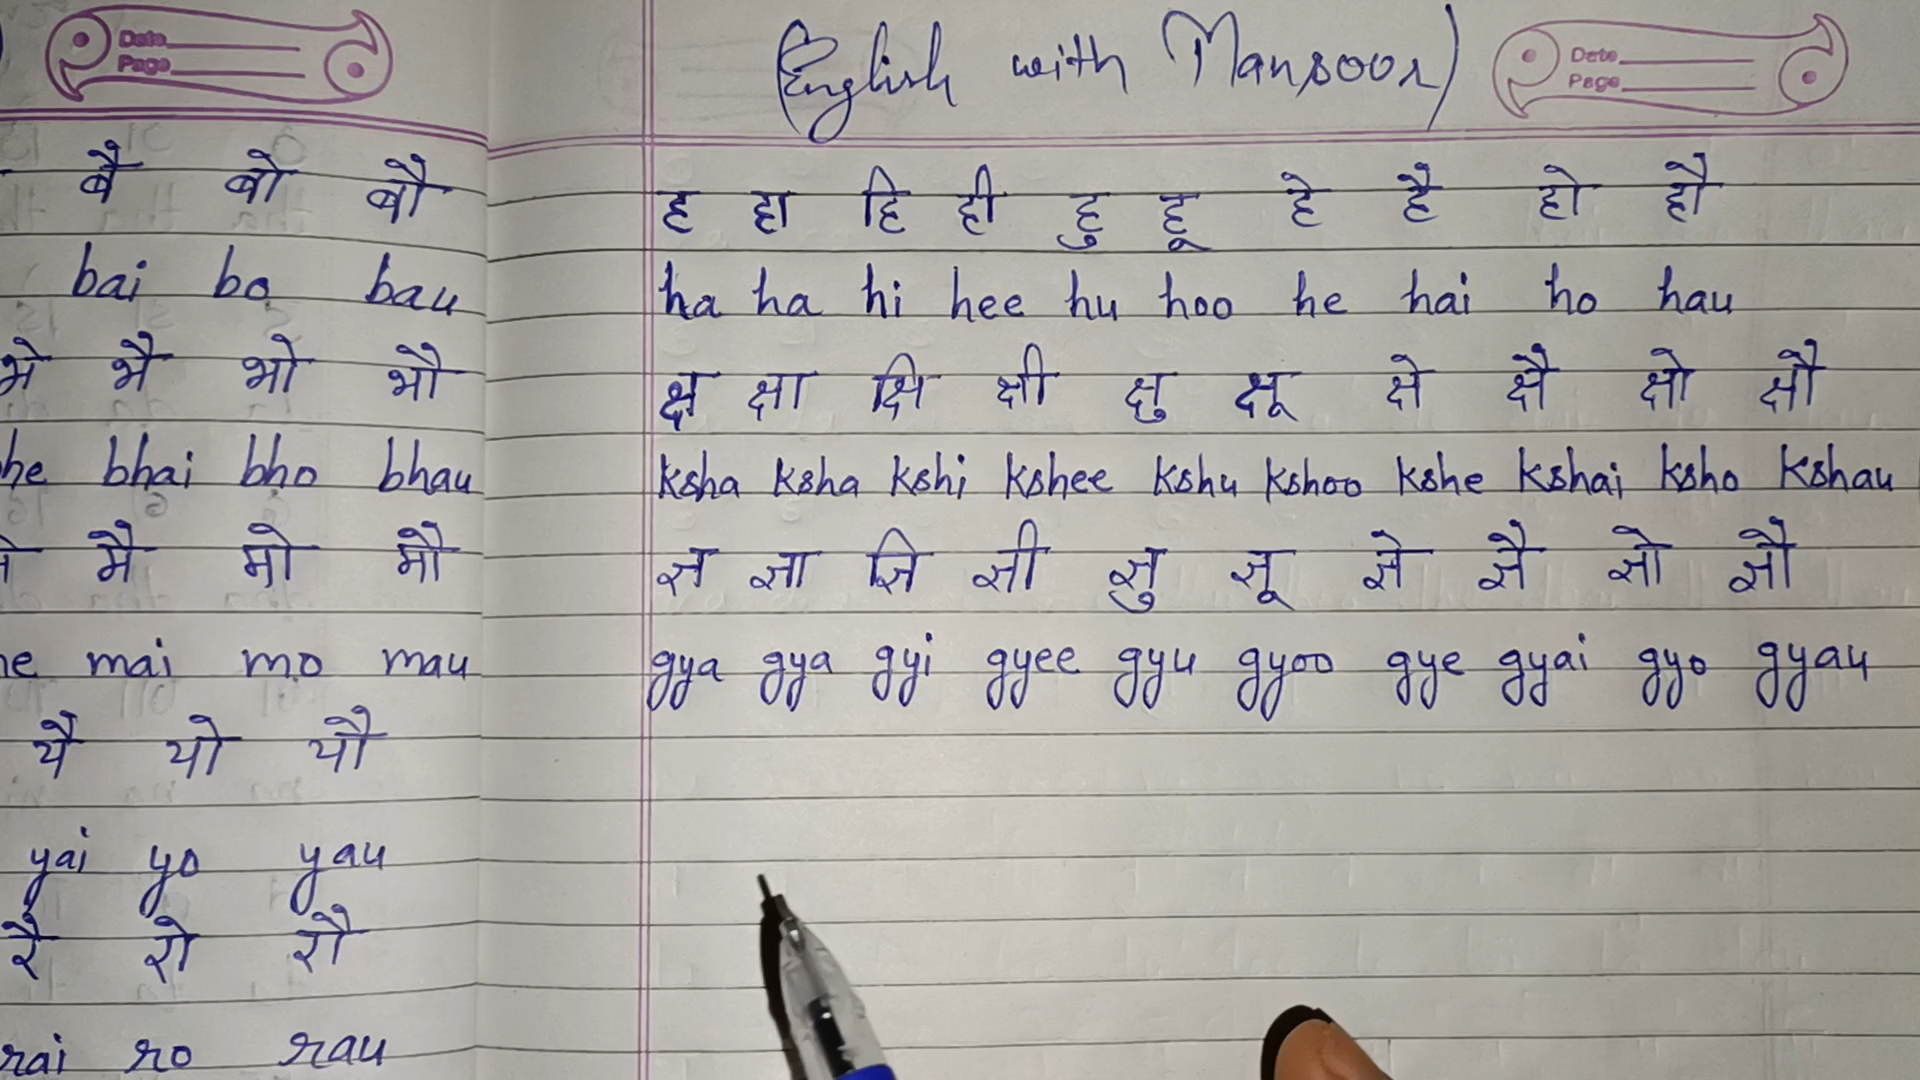 Date
Page
बै बो बौ
bai bo bau
भे भै भो भौ
he bhai bho bhau
मै मो मौ
mai mo mau
यै यो यौ
yai yo yau
रै रो रौ
rai ro rau
(English with Mansoor)
Date
Page
ह हा हि ही हु हू हे है हो हौ
ha ha hi hee hu hoo he hai ho hau
क्ष क्षा क्षि क्षी क्षु क्षू क्षे क्षै क्षो क्षौ
ksha ksha kshi kshee kshu kshoo kshe kshai ksho kshau
ज्ञ ज्ञा ज्ञि ज्ञी ज्ञु ज्ञू ज्ञे ज्ञै ज्ञो ज्ञौ
gya gya gyi gyee gyu gyoo gye gyai gyo gyau